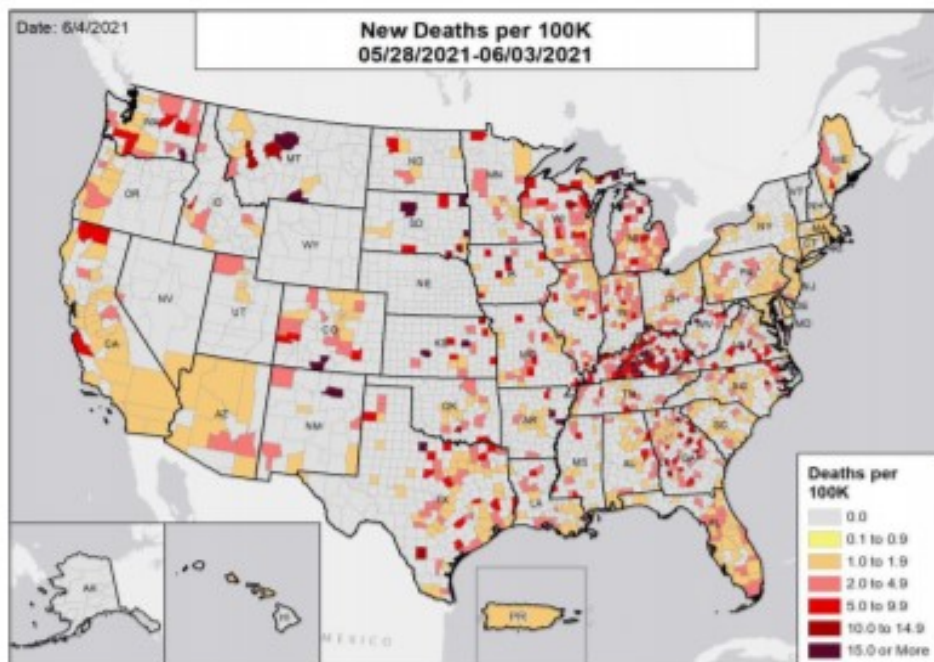 Date: 6/4/2021
New Deaths per 100K
05/28/2021-06/03/2021
WA
MT
ND
MN
ME
OR
ID
SD
WI
MI
VT
NH
NY
MA
CT
WY
IA
PA
NJ
NV
NE
OH
DE
MD
UT
CO
IL
IN
WV
VA
CA
KS
MO
KY
AZ
NM
OK
AR
TN
NC
SC
TX
LA
MS
AL
GA
FL
AK
HI
PR
MEXICO
Deaths per
100K
0.0
0.1 to 0.9
1.0 to 1.9
2.0 to 4.9
5.0 to 9.9
10.0 to 14.9
15.0 or More